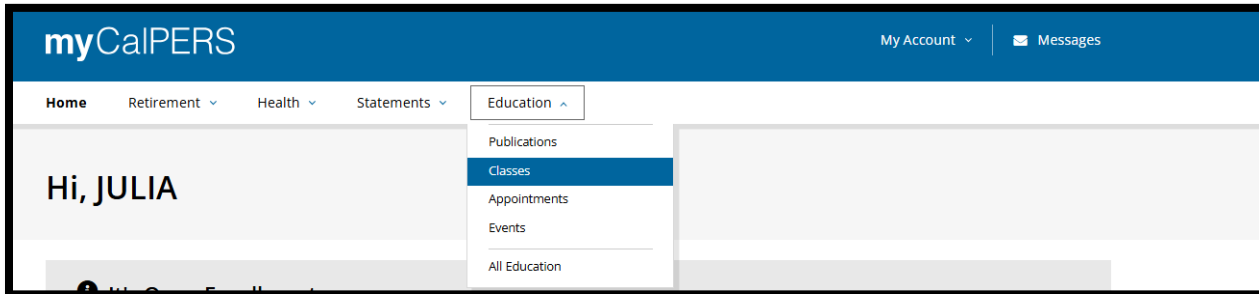 myCalPERS
My Account Messages
Home Retirement Health Statements Education
Publications
Classes
Hi, JULIA
Appointments
Events
All Education